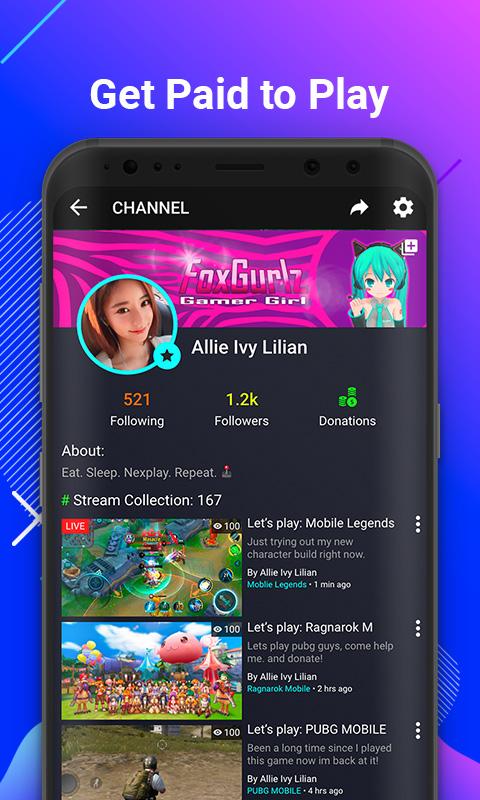 Get Paid to Play
CHANNEL
FoxGurlz
Gamer Girl
Allie Ivy Lilian
521
1.2k
Following
Followers
Donations
About:
Eat. Sleep. Nexplay. Repeat. 🕹️
# Stream Collection: 167
LIVE
100
Let's play: Mobile Legends
Just trying out my new
character build right now.
By Allie Ivy Lilian
Moblie Legends • 1 min ago
100
Let's play: Ragnarok M
Lets play pubg guys, come help
me. and donate!
By Allie Ivy Lilian
Ragnarok Mobile • 2 hrs ago
100
Let's play: PUBG MOBILE
Been a long time since I played
this game now im back at it!
By Allie Ivy Lilian
PUBG MOBILE • 4 hrs ago